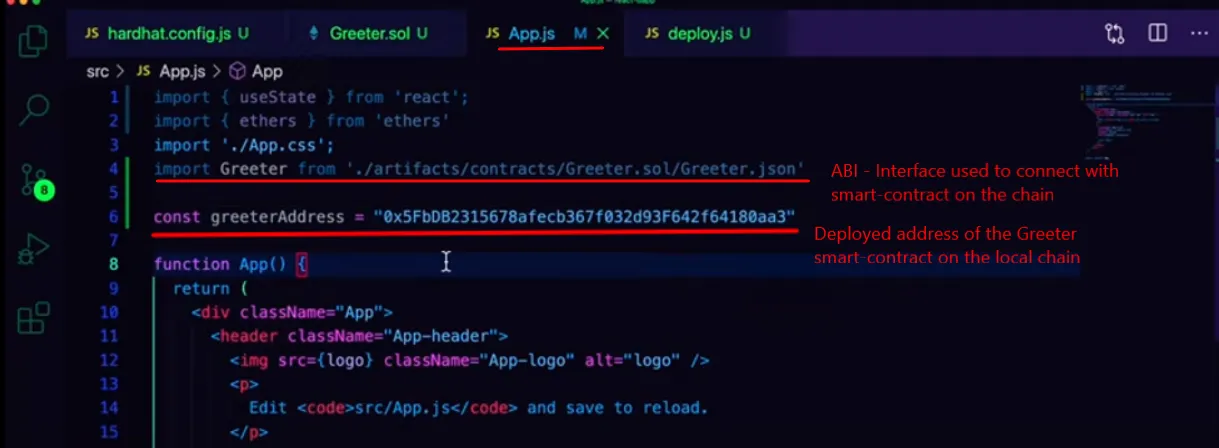 JS hardhat.config.js U
Greeter.sol U
JS App.js M
JS deploy.js U
src > JS App.js > App
1 import { useState } from 'react';
2 import { ethers } from 'ethers'
3 import './App.css';
4 import Greeter from './artifacts/contracts/Greeter.sol/Greeter.json'
ABI - Interface used to connect with
smart-contract on the chain
5
6 const greeterAddress = "0x5FbDB2315678afecb367f032d93F642f64180aa3"
Deployed address of the Greeter
smart-contract on the local chain
7
8 function App() {
9 return (
10 <div className="App">
11 <header className="App-header">
12 <img src={logo} className="App-logo" alt="logo" />
13 <p>
14 Edit <code>src/App.js</code> and save to reload.
15 </p>
8